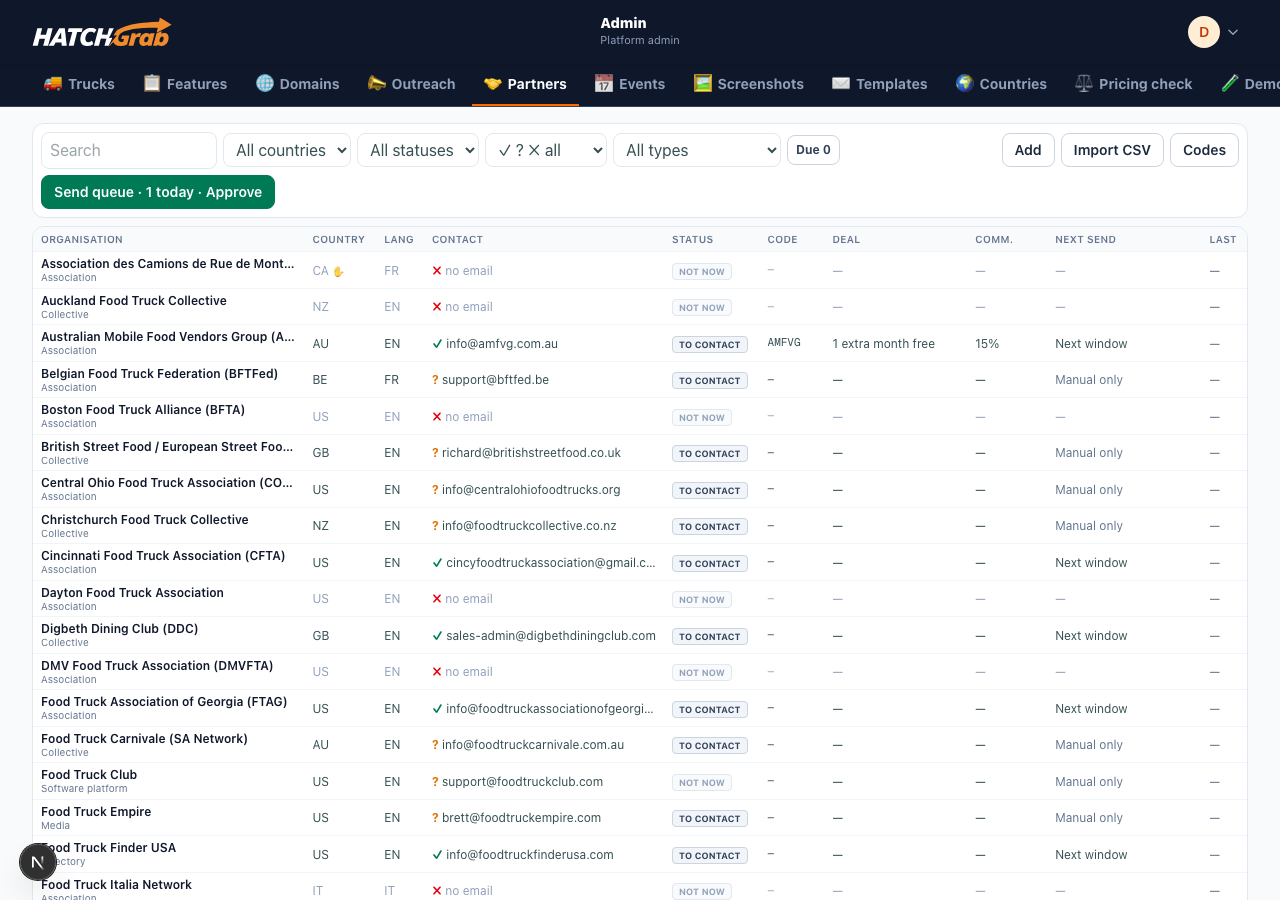 HATCHGrab
Admin
Platform admin
D
Trucks Features Domains Outreach Partners Events Screenshots Templates Countries Pricing check Demo
Search All countries All statuses ✓ ? ✕ all All types Due 0 Add Import CSV Codes
Send queue · 1 today · Approve
ORGANISATION COUNTRY LANG CONTACT STATUS CODE DEAL COMM. NEXT SEND LAST
Association des Camions de Rue de Mont...
Association
CA FR ✕ no email NOT NOW – — — — —
Auckland Food Truck Collective
Collective
NZ EN ✕ no email NOT NOW – — — — —
Australian Mobile Food Vendors Group (A...
Association
AU EN ✓ info@amfvg.com.au TO CONTACT AMFVG 1 extra month free 15% Next window —
Belgian Food Truck Federation (BFTFed)
Association
BE FR ? support@bftfed.be TO CONTACT – — — Manual only —
Boston Food Truck Alliance (BFTA)
Association
US EN ✕ no email NOT NOW – — — — —
British Street Food / European Street Foo...
Collective
GB EN ? richard@britishstreetfood.co.uk TO CONTACT – — — Manual only —
Central Ohio Food Truck Association (CO...
Association
US EN ? info@centralohiofoodtrucks.org TO CONTACT – — — Manual only —
Christchurch Food Truck Collective
Collective
NZ EN ? info@foodtruckcollective.co.nz TO CONTACT – — — Manual only —
Cincinnati Food Truck Association (CFTA)
Association
US EN ✓ cincyfoodtruckassociation@gmail.c... TO CONTACT – — — Next window —
Dayton Food Truck Association
Association
US EN ✕ no email NOT NOW – — — — —
Digbeth Dining Club (DDC)
Collective
GB EN ✓ sales-admin@digbethdiningclub.com TO CONTACT – — — Next window —
DMV Food Truck Association (DMVFTA)
Association
US EN ✕ no email NOT NOW – — — — —
Food Truck Association of Georgia (FTAG)
Association
US EN ✓ info@foodtruckassociationofgeorgi... TO CONTACT – — — Next window —
Food Truck Carnivale (SA Network)
Collective
AU EN ? info@foodtruckcarnivale.com.au TO CONTACT – — — Manual only —
Food Truck Club
Software platform
US EN ? support@foodtruckclub.com NOT NOW – — — Manual only —
Food Truck Empire
Media
US EN ? brett@foodtruckempire.com TO CONTACT – — — Manual only —
Food Truck Finder USA
ectory
US EN ✓ info@foodtruckfinderusa.com TO CONTACT – — — Next window —
N
Food Truck Italia Network
Association
IT IT ✕ no email NOT NOW – — — — —